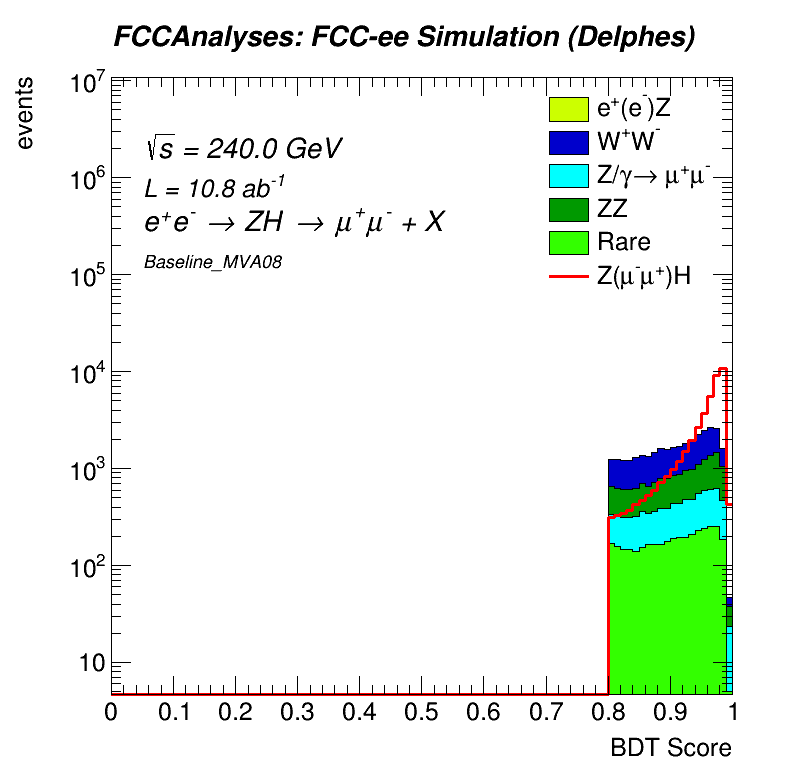 FCCAnalyses: FCC-ee Simulation (Delphes)
events
10⁷
10⁶
10⁵
10⁴
10³
10²
10
√s = 240.0 GeV
L = 10.8 ab⁻¹
e⁺e⁻ → ZH → μ⁺μ⁻ + X
Baseline_MVA08
e⁺(e⁻)Z
W⁺W⁻
Z/γ→ μ⁺μ⁻
ZZ
Rare
Z(μ⁻μ⁺)H
0 0.1 0.2 0.3 0.4 0.5 0.6 0.7 0.8 0.9 1
BDT Score